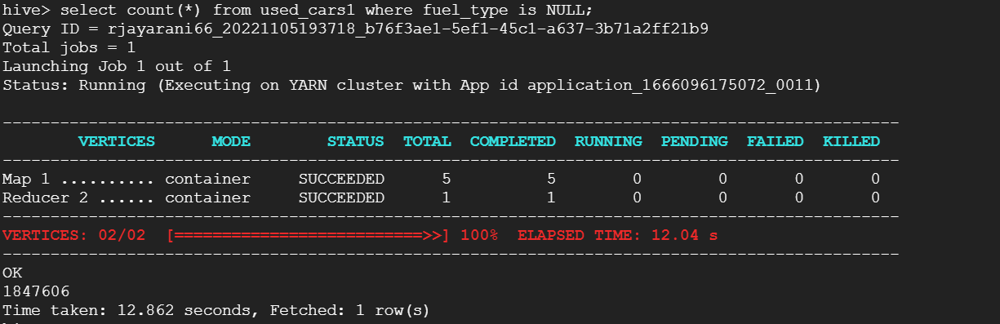 hive> select count(*) from used_cars1 where fuel_type is NULL;
Query ID = rjayarani66_20221105193718_b76f3ae1-5ef1-45c1-a637-3b71a2ff21b9
Total jobs = 1
Launching Job 1 out of 1
Status: Running (Executing on YARN cluster with App id application_1666096175072_0011)
----------------------------------------------------------------------------------------------
VERTICES MODE STATUS TOTAL COMPLETED RUNNING PENDING FAILED KILLED
----------------------------------------------------------------------------------------------
Map 1 .......... container SUCCEEDED 5 5 0 0 0 0
Reducer 2 ...... container SUCCEEDED 1 1 0 0 0 0
----------------------------------------------------------------------------------------------
VERTICES: 02/02 [==========================>>] 100% ELAPSED TIME: 12.04 s
----------------------------------------------------------------------------------------------
OK
1847606
Time taken: 12.862 seconds, Fetched: 1 row(s)